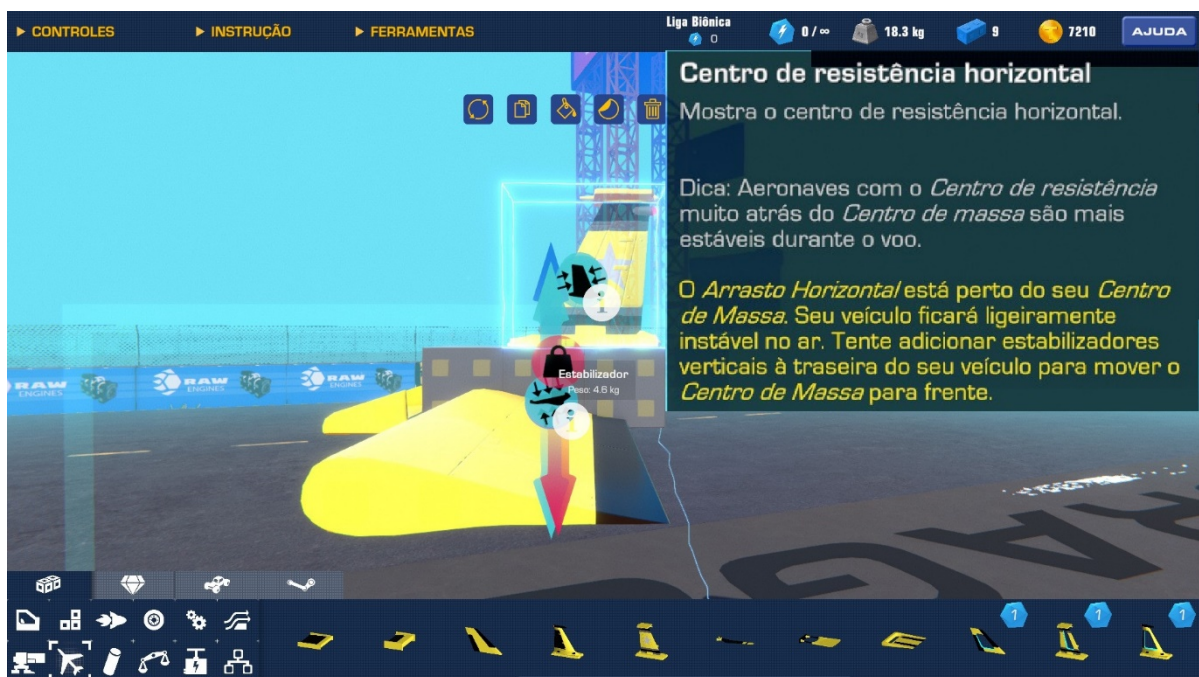 CONTROLES
INSTRUÇÃO
FERRAMENTAS
Liga Biônica
0
0 / ∞
18.3 kg
9
7210
AJUDA
Centro de resistência horizontal
Mostra o centro de resistência horizontal.
Dica: Aeronaves com o Centro de resistência
muito atrás do Centro de massa são mais
estáveis durante o voo.
O Arrasto Horizontal está perto do seu Centro
de Massa. Seu veículo ficará ligeiramente
instável no ar. Tente adicionar estabilizadores
verticais à traseira do seu veículo para mover o
Centro de Massa para frente.
Estabilizador
Peso: 4.6 kg
RAW
ENGINES
RAW
ENGINES
RAW
ENGINES
1
1
1